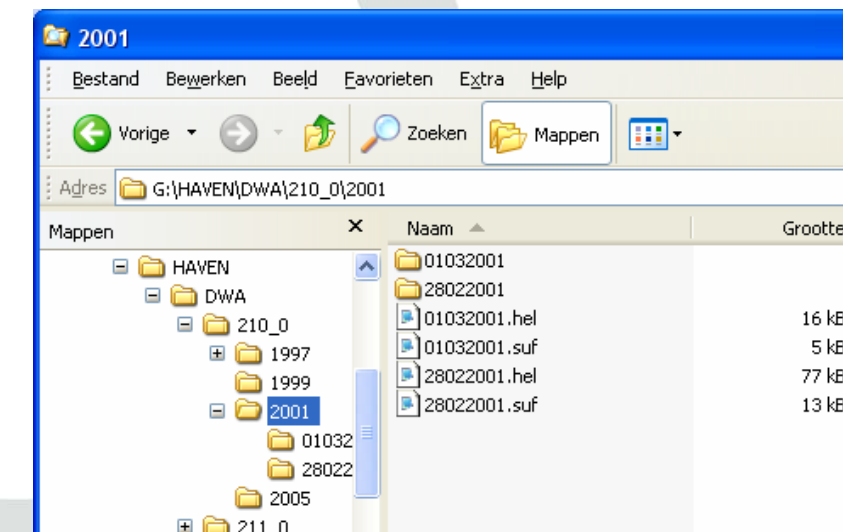 2001
Bestand Bewerken Beeld Favorieten Extra Help
Vorige Zoeken Mappen
Adres G:\HAVEN\DWA\210_0\2001
Mappen
HAVEN
DWA
210_0
1997
1999
2001
01032
28022
2005
211_0
Naam Grootte
01032001
28022001
01032001.hel 16 kB
01032001.suf 5 kB
28022001.hel 77 kB
28022001.suf 13 kB